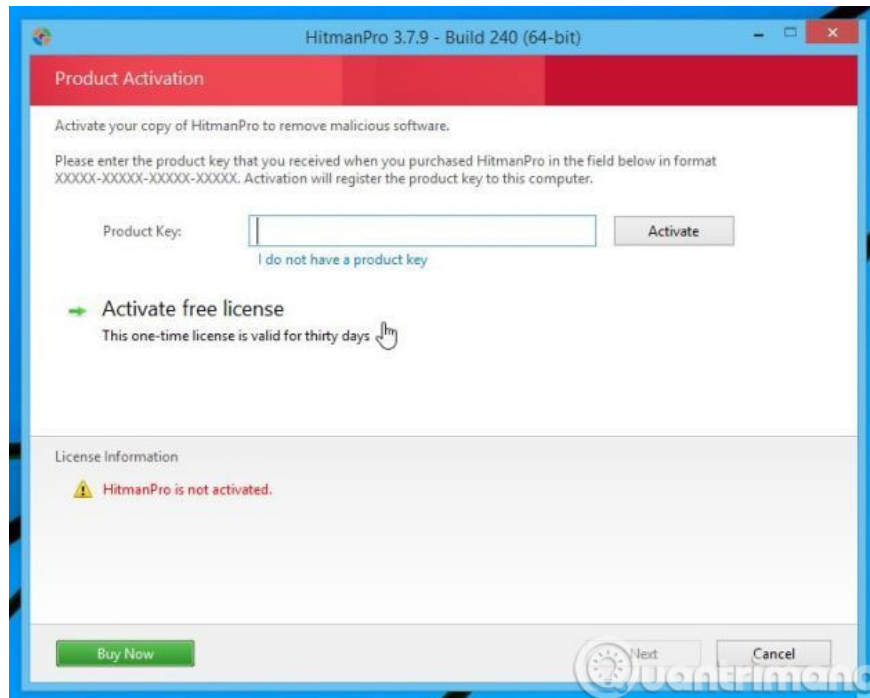 HitmanPro 3.7.9 - Build 240 (64-bit)
Product Activation
Activate your copy of HitmanPro to remove malicious software.
Please enter the product key that you received when you purchased HitmanPro in the field below in format
XXXXX-XXXXX-XXXXX-XXXXX. Activation will register the product key to this computer.
Product Key:
Activate
I do not have a product key
Activate free license
This one-time license is valid for thirty days
License Information
HitmanPro is not activated.
Buy Now
Next
Cancel
Quantrimang